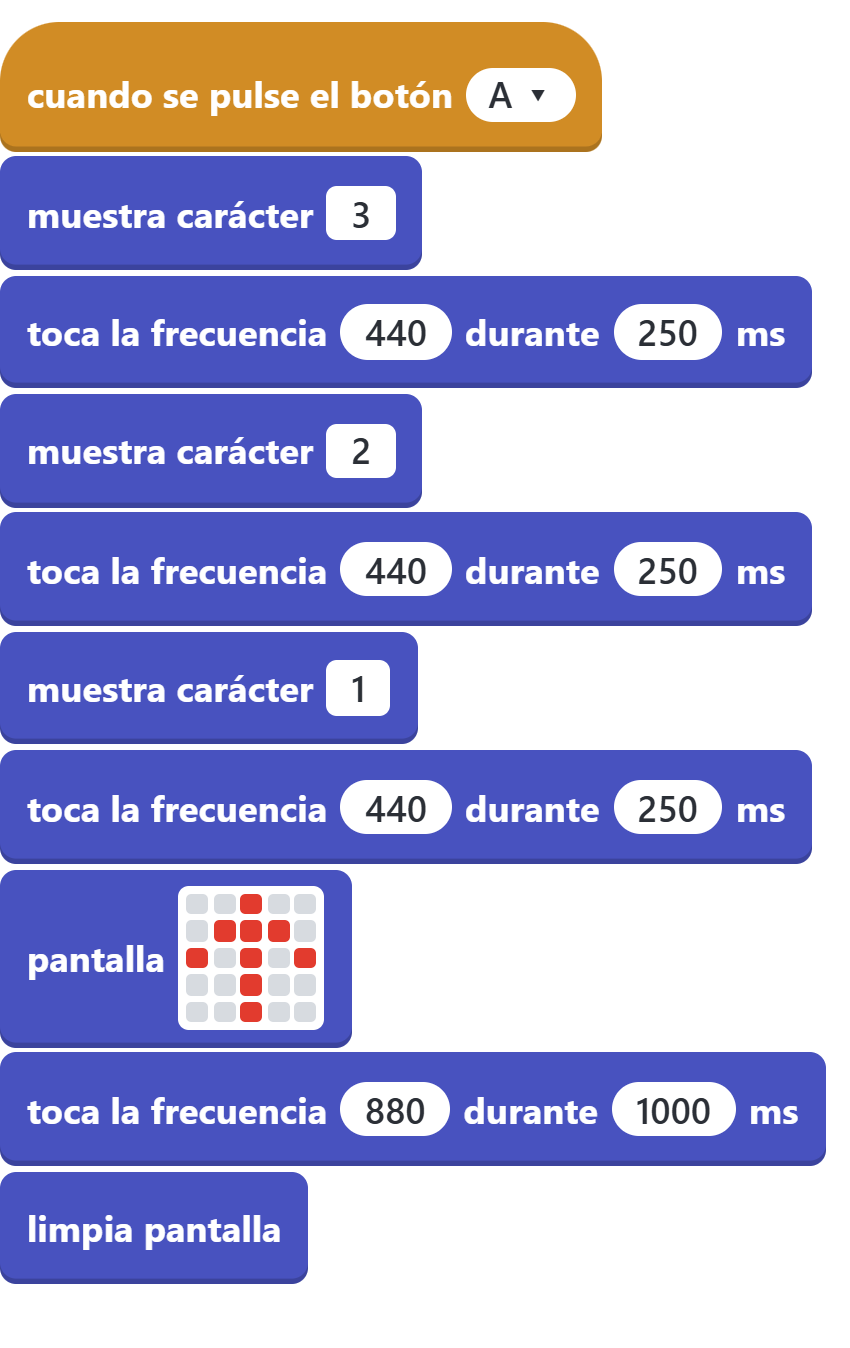 cuando se pulse el botón A
muestra carácter 3
toca la frecuencia 440 durante 250 ms
muestra carácter 2
toca la frecuencia 440 durante 250 ms
muestra carácter 1
toca la frecuencia 440 durante 250 ms
pantalla
toca la frecuencia 880 durante 1000 ms
limpia pantalla